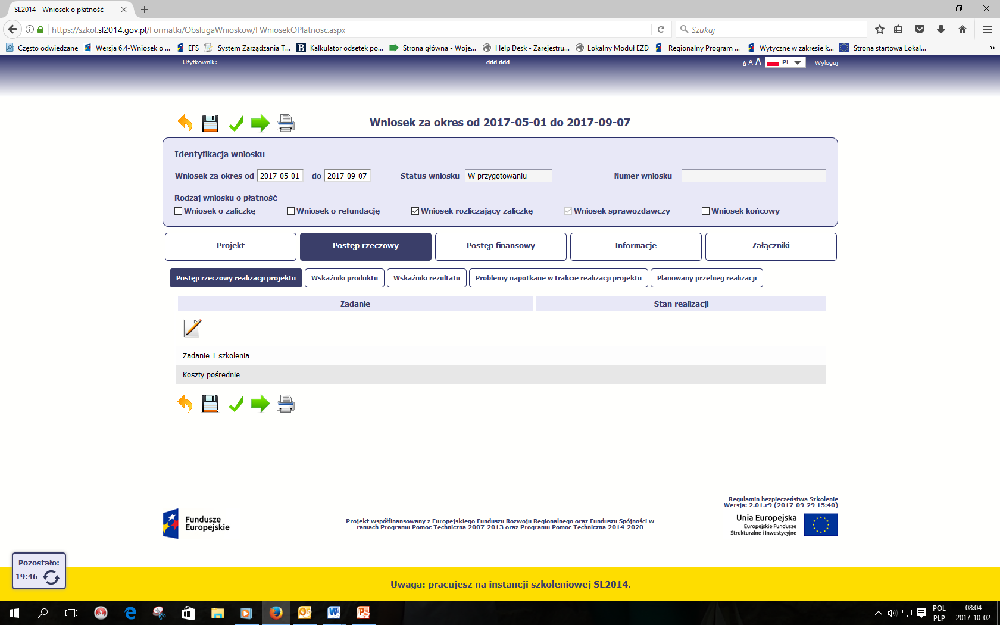 SL2014 - Wniosek o płatność
https://szkol.sl2014.gov.pl/Formatki/ObslugaWnioskow/FWniosekOPlatnosc.aspx
Szukaj
Często odwiedzane Wersja 6.4-Wniosek o ... EFS System Zarządzania T... Kalkulator odsetek po... Strona główna - Woje... Help Desk - Zarejestru... Lokalny Moduł EZD Regionalny Program ... Wytyczne w zakresie k... Strona startowa Lokal... »
Użytkownik: ddd ddd A A A PL Wyloguj
Wniosek za okres od 2017-05-01 do 2017-09-07
Identyfikacja wniosku
Wniosek za okres od 2017-05-01 do 2017-09-07 Status wniosku W przygotowaniu Numer wniosku
Rodzaj wniosku o płatność
Wniosek o zaliczkę Wniosek o refundację Wniosek rozliczający zaliczkę Wniosek sprawozdawczy Wniosek końcowy
Projekt Postęp rzeczowy Postęp finansowy Informacje Załączniki
Postęp rzeczowy realizacji projektu Wskaźniki produktu Wskaźniki rezultatu Problemy napotkane w trakcie realizacji projektu Planowany przebieg realizacji
Zadanie Stan realizacji
Zadanie 1 szkolenia
Koszty pośrednie
Regulamin bezpieczeństwa Szkolenie
Wersja: 2.01.r9 (2017-09-29 15:40)
Fundusze
Europejskie
Projekt współfinansowany z Europejskiego Funduszu Rozwoju Regionalnego oraz Funduszu Spójności w
ramach Programu Pomoc Techniczna 2007-2013 oraz Programu Pomoc Techniczna 2014-2020
Unia Europejska
Europejskie Fundusze
Strukturalne i Inwestycyjne
Pozostało:
19:46
Uwaga: pracujesz na instancji szkoleniowej SL2014.
POL
PLP
08:04
2017-10-02